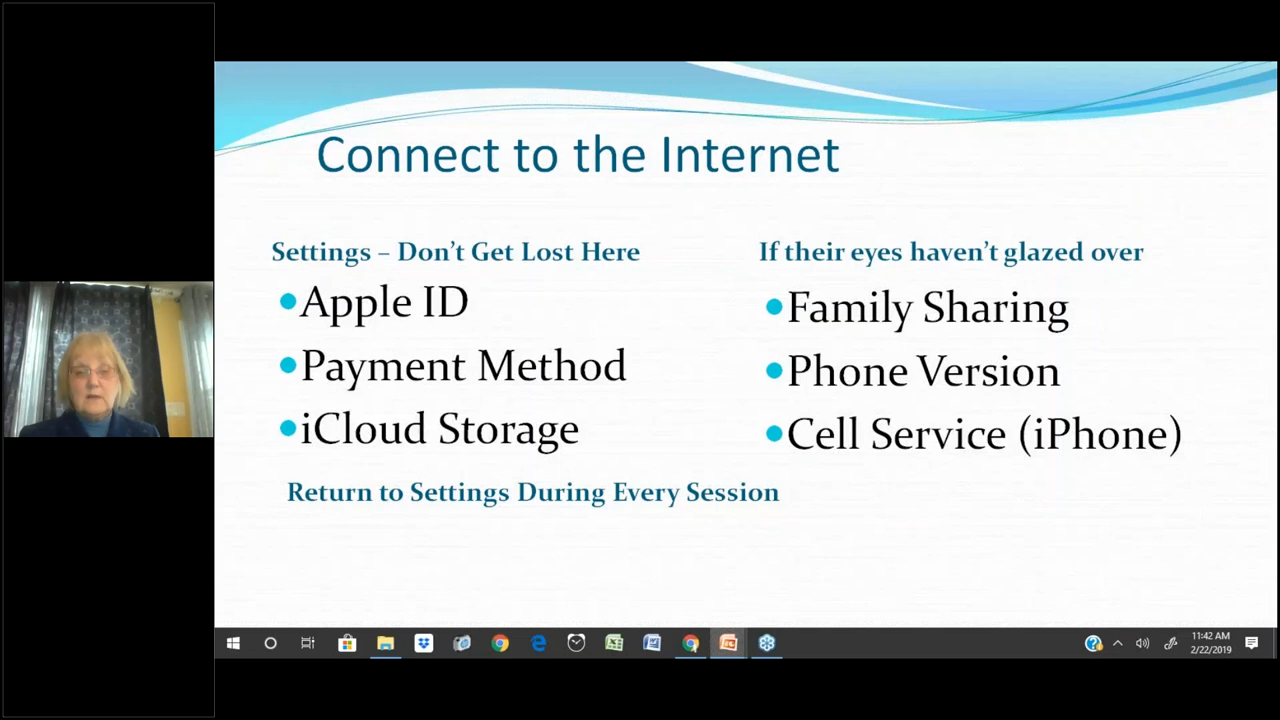 Connect to the Internet
Settings – Don't Get Lost Here
•Apple ID
•Payment Method
•iCloud Storage
Return to Settings During Every Session
If their eyes haven't glazed over
•Family Sharing
•Phone Version
•Cell Service (iPhone)
11:42 AM
2/22/2019